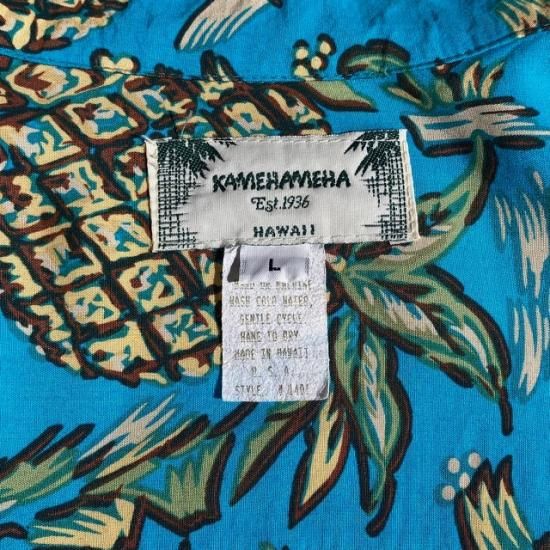 KAMEHAMEHA
Est.1936
HAWAII
L
WASH COLD WATER,
GENTLE CYCLE
HANG TO DRY
MADE IN HAWAII
U.S.A.
STYLE